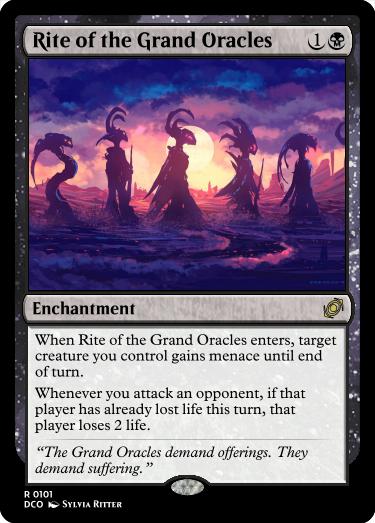 Rite of the Grand Oracles 1
Enchantment
When Rite of the Grand Oracles enters, target
creature you control gains menace until end
of turn.
Whenever you attack an opponent, if that
player has already lost life this turn, that
player loses 2 life.
“The Grand Oracles demand offerings. They
demand suffering.”
R 0101
DCO Sylvia Ritter